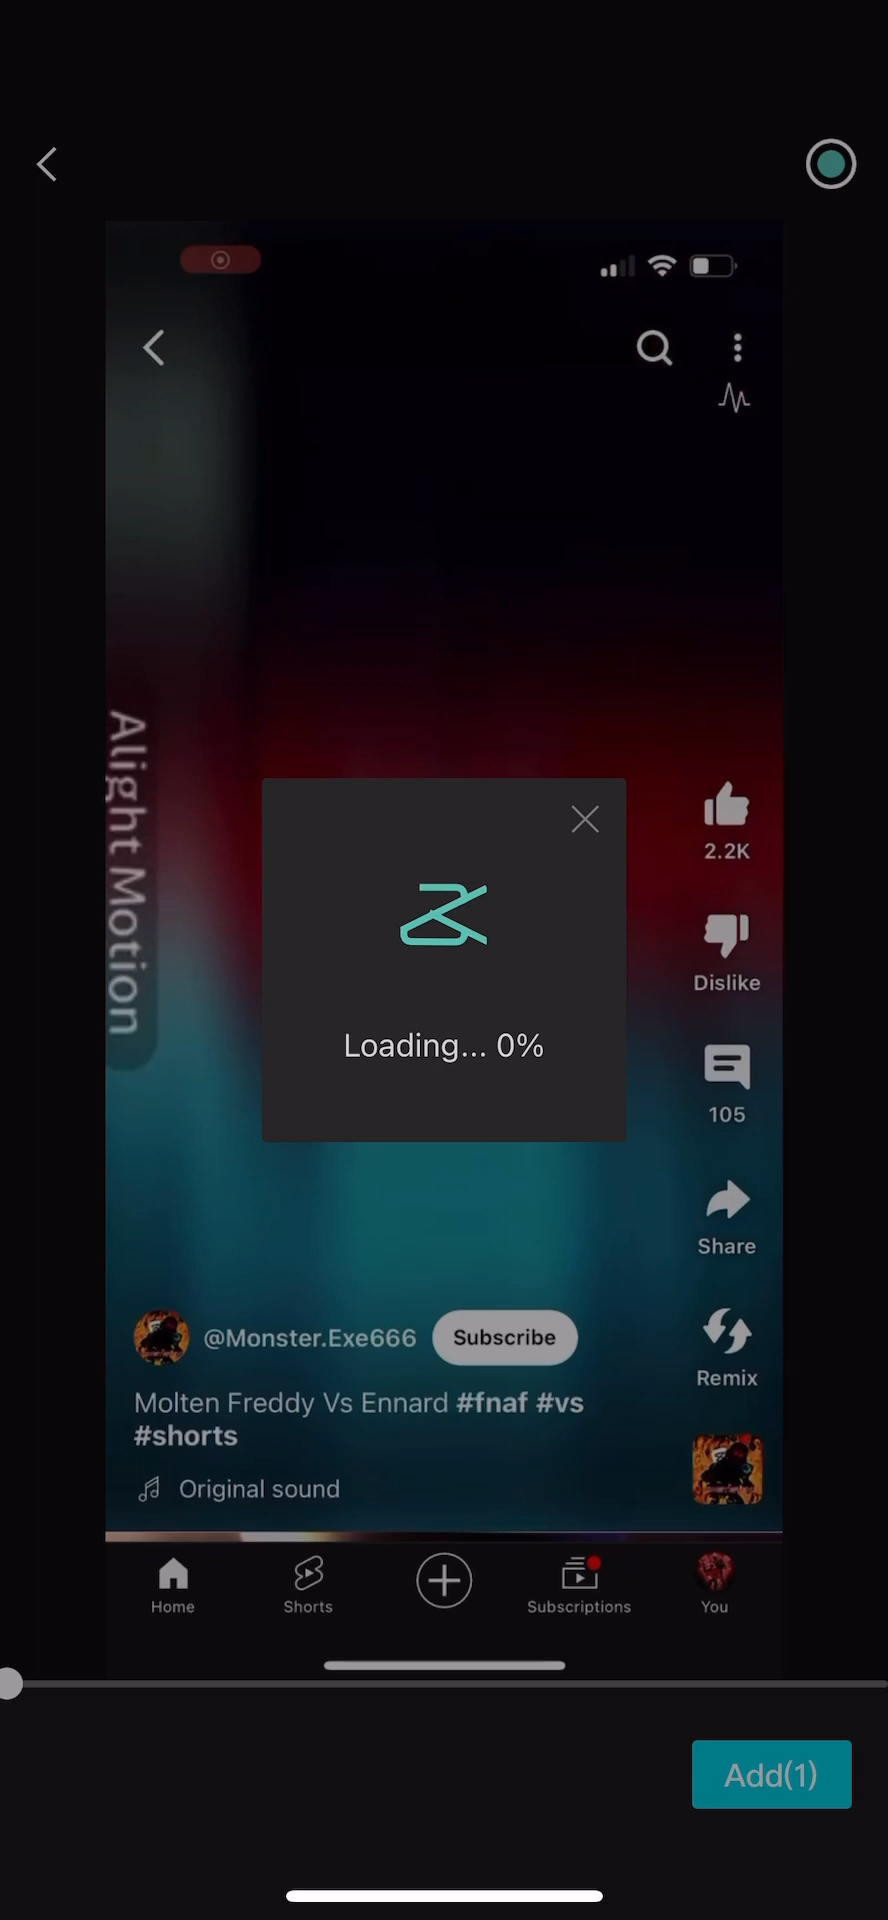 Alight Motion
2.2K
Dislike
Loading... 0%
105
Share
@Monster.Exe666
Subscribe
Remix
Molten Freddy Vs Ennard #fnaf #vs
#shorts
Original sound
Home
Shorts
Subscriptions
You
Add(1)